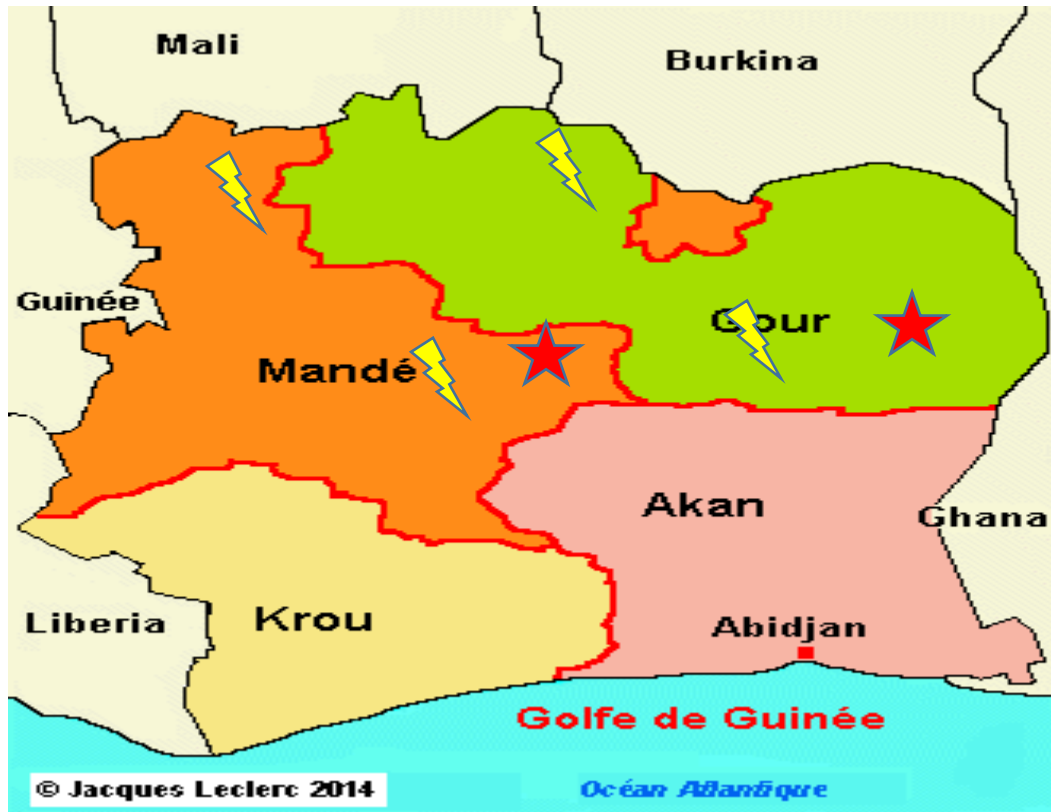 Mali
Burkina
Guinée
Gour
Mandé
Akan
Ghana
Liberia
Krou
Abidjan
Golfe de Guinée
© Jacques Leclerc 2014
Océan Atlantique